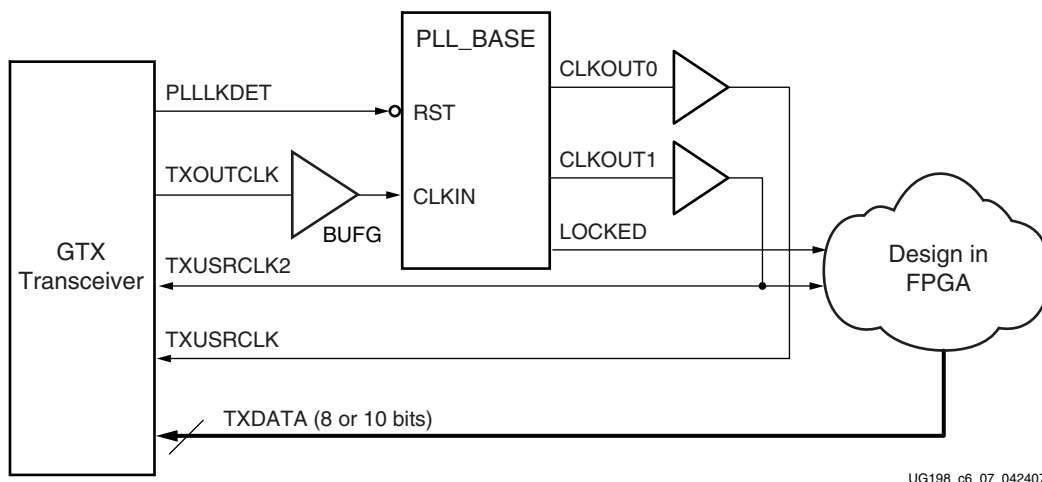 PLL_BASE
CLKOUT0
PLLLKDET
RST
CLKOUT1
TXOUTCLK
CLKIN
BUFG
LOCKED
GTX
Transceiver
Design in
FPGA
TXUSRCLK2
TXUSRCLK
TXDATA (8 or 10 bits)
UG198_c6_07_042407